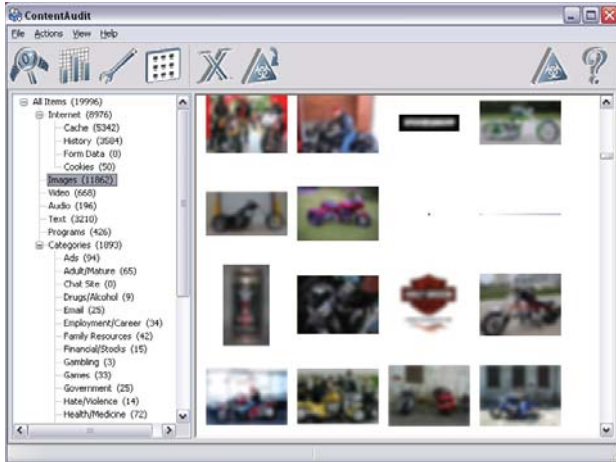 ContentAudit
File Actions View Help
All Items (19996)
Internet (8976)
Cache (5342)
History (3584)
Form Data (0)
Cookies (50)
Images (11862)
Video (668)
Audio (196)
Text (3210)
Programs (426)
Categories (1893)
Ads (94)
Adult/Mature (65)
Chat Site (0)
Drugs/Alcohol (9)
Email (25)
Employment/Career (34)
Family Resources (42)
Financial/Stocks (15)
Gambling (3)
Games (33)
Government (25)
Hate/Violence (14)
Health/Medicine (72)